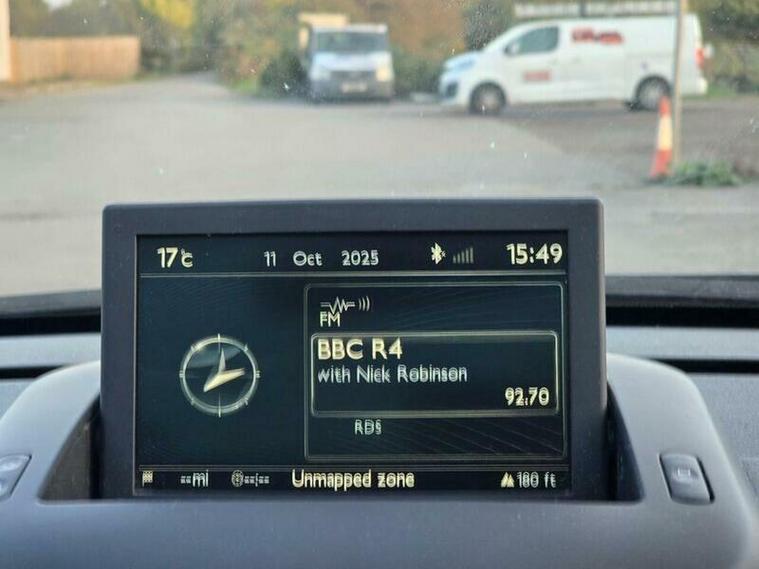 17°C 11 Oct 2025 15:49
FM
BBC R4
with Nick Robinson
92.70
RDS
--mi --/-- Unmapped zone 180 ft